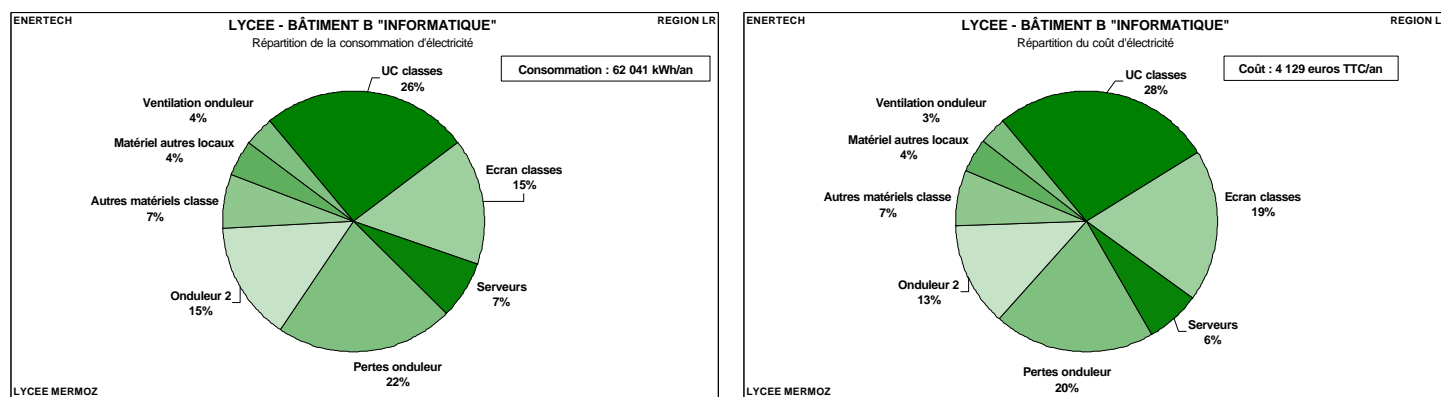 ENERTECH
LYCEE - BÂTIMENT B "INFORMATIQUE"
REGION LR
Répartition de la consommation d'électricité
Consommation : 62 041 kWh/an
UC classes
26%
Ventilation onduleur
4%
Matériel autres locaux
4%
Ecran classes
15%
Autres matériels classe
7%
Onduleur 2
15%
Serveurs
7%
Pertes onduleur
22%
LYCEE MERMOZ
ENERTECH
LYCEE - BÂTIMENT B "INFORMATIQUE"
REGION L
Répartition du coût d'électricité
Coût : 4 129 euros TTC/an
UC classes
28%
Ventilation onduleur
3%
Matériel autres locaux
4%
Ecran classes
19%
Autres matériels classe
7%
Onduleur 2
13%
Serveurs
6%
Pertes onduleur
20%
LYCEE MERMOZ